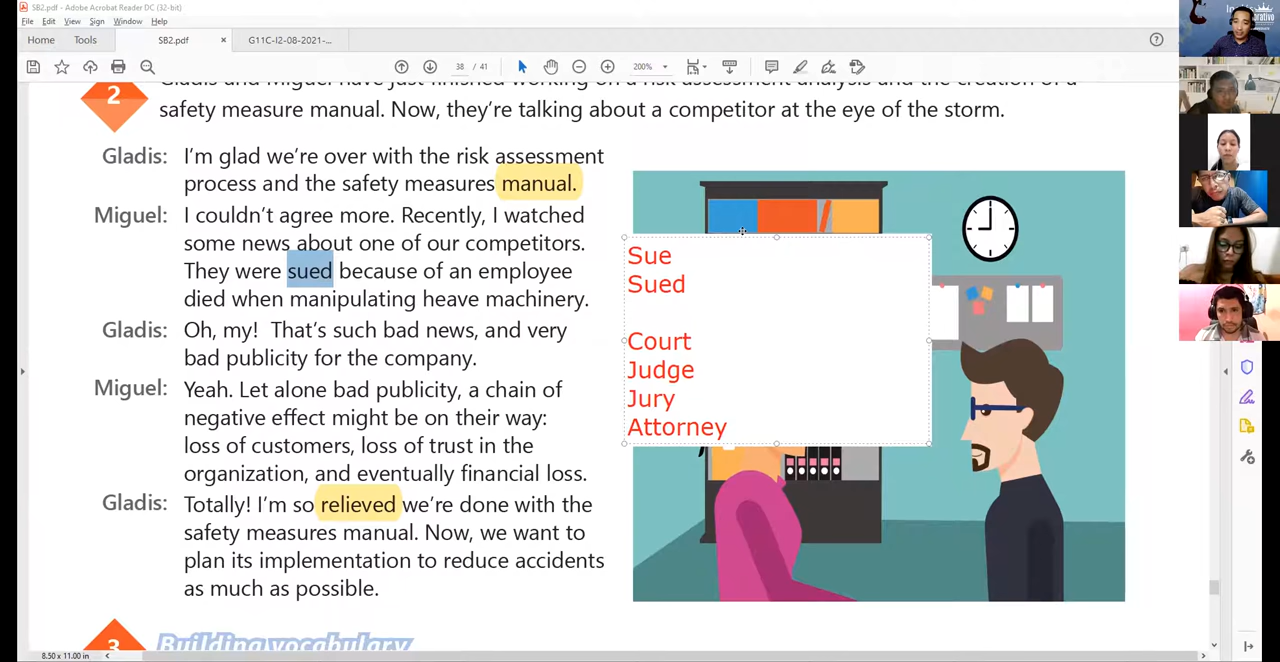 SB2.pdf - Adobe Acrobat Reader DC (32-bit)
File Edit View Sign Window Help
Home Tools SB2.pdf × G11C-I2-08-2021-...
38 / 41 200%
2
safety measure manual. Now, they're talking about a competitor at the eye of the storm.
Gladis: I'm glad we're over with the risk assessment
process and the safety measures manual.
Miguel: I couldn't agree more. Recently, I watched
some news about one of our competitors.
They were sued because of an employee
died when manipulating heave machinery.
Gladis: Oh, my! That's such bad news, and very
bad publicity for the company.
Miguel: Yeah. Let alone bad publicity, a chain of
negative effect might be on their way:
loss of customers, loss of trust in the
organization, and eventually financial loss.
Gladis: Totally! I'm so relieved we're done with the
safety measures manual. Now, we want to
plan its implementation to reduce accidents
as much as possible.
Sue
Sued
Court
Judge
Jury
Attorney
3 Building vocabulary
8.50 x 11.00 in